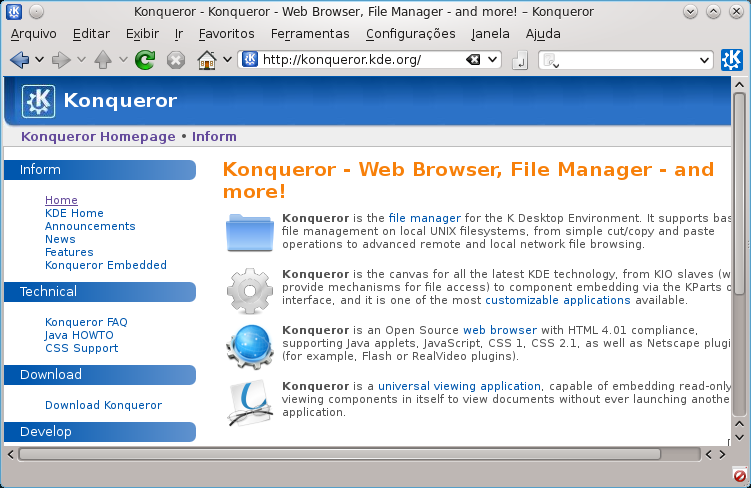 Konqueror - Konqueror - Web Browser, File Manager - and more! – Konqueror
Arquivo Editar Exibir Ir Favoritos Ferramentas Configurações Janela Ajuda
http://konqueror.kde.org/
Konqueror
Konqueror Homepage • Inform
Inform
Home
KDE Home
Announcements
News
Features
Konqueror Embedded
Technical
Konqueror FAQ
Java HOWTO
CSS Support
Download
Download Konqueror
Develop
Konqueror - Web Browser, File Manager - and
more!
Konqueror is the file manager for the K Desktop Environment. It supports bas
file management on local UNIX filesystems, from simple cut/copy and paste
operations to advanced remote and local network file browsing.
Konqueror is the canvas for all the latest KDE technology, from KIO slaves (w
provide mechanisms for file access) to component embedding via the KParts o
interface, and it is one of the most customizable applications available.
Konqueror is an Open Source web browser with HTML 4.01 compliance,
supporting Java applets, JavaScript, CSS 1, CSS 2.1, as well as Netscape plugi
(for example, Flash or RealVideo plugins).
Konqueror is a universal viewing application, capable of embedding read-only
viewing components in itself to view documents without ever launching anothe
application.